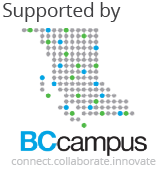 Supported by
BCcampus
connect.collaborate.innovate